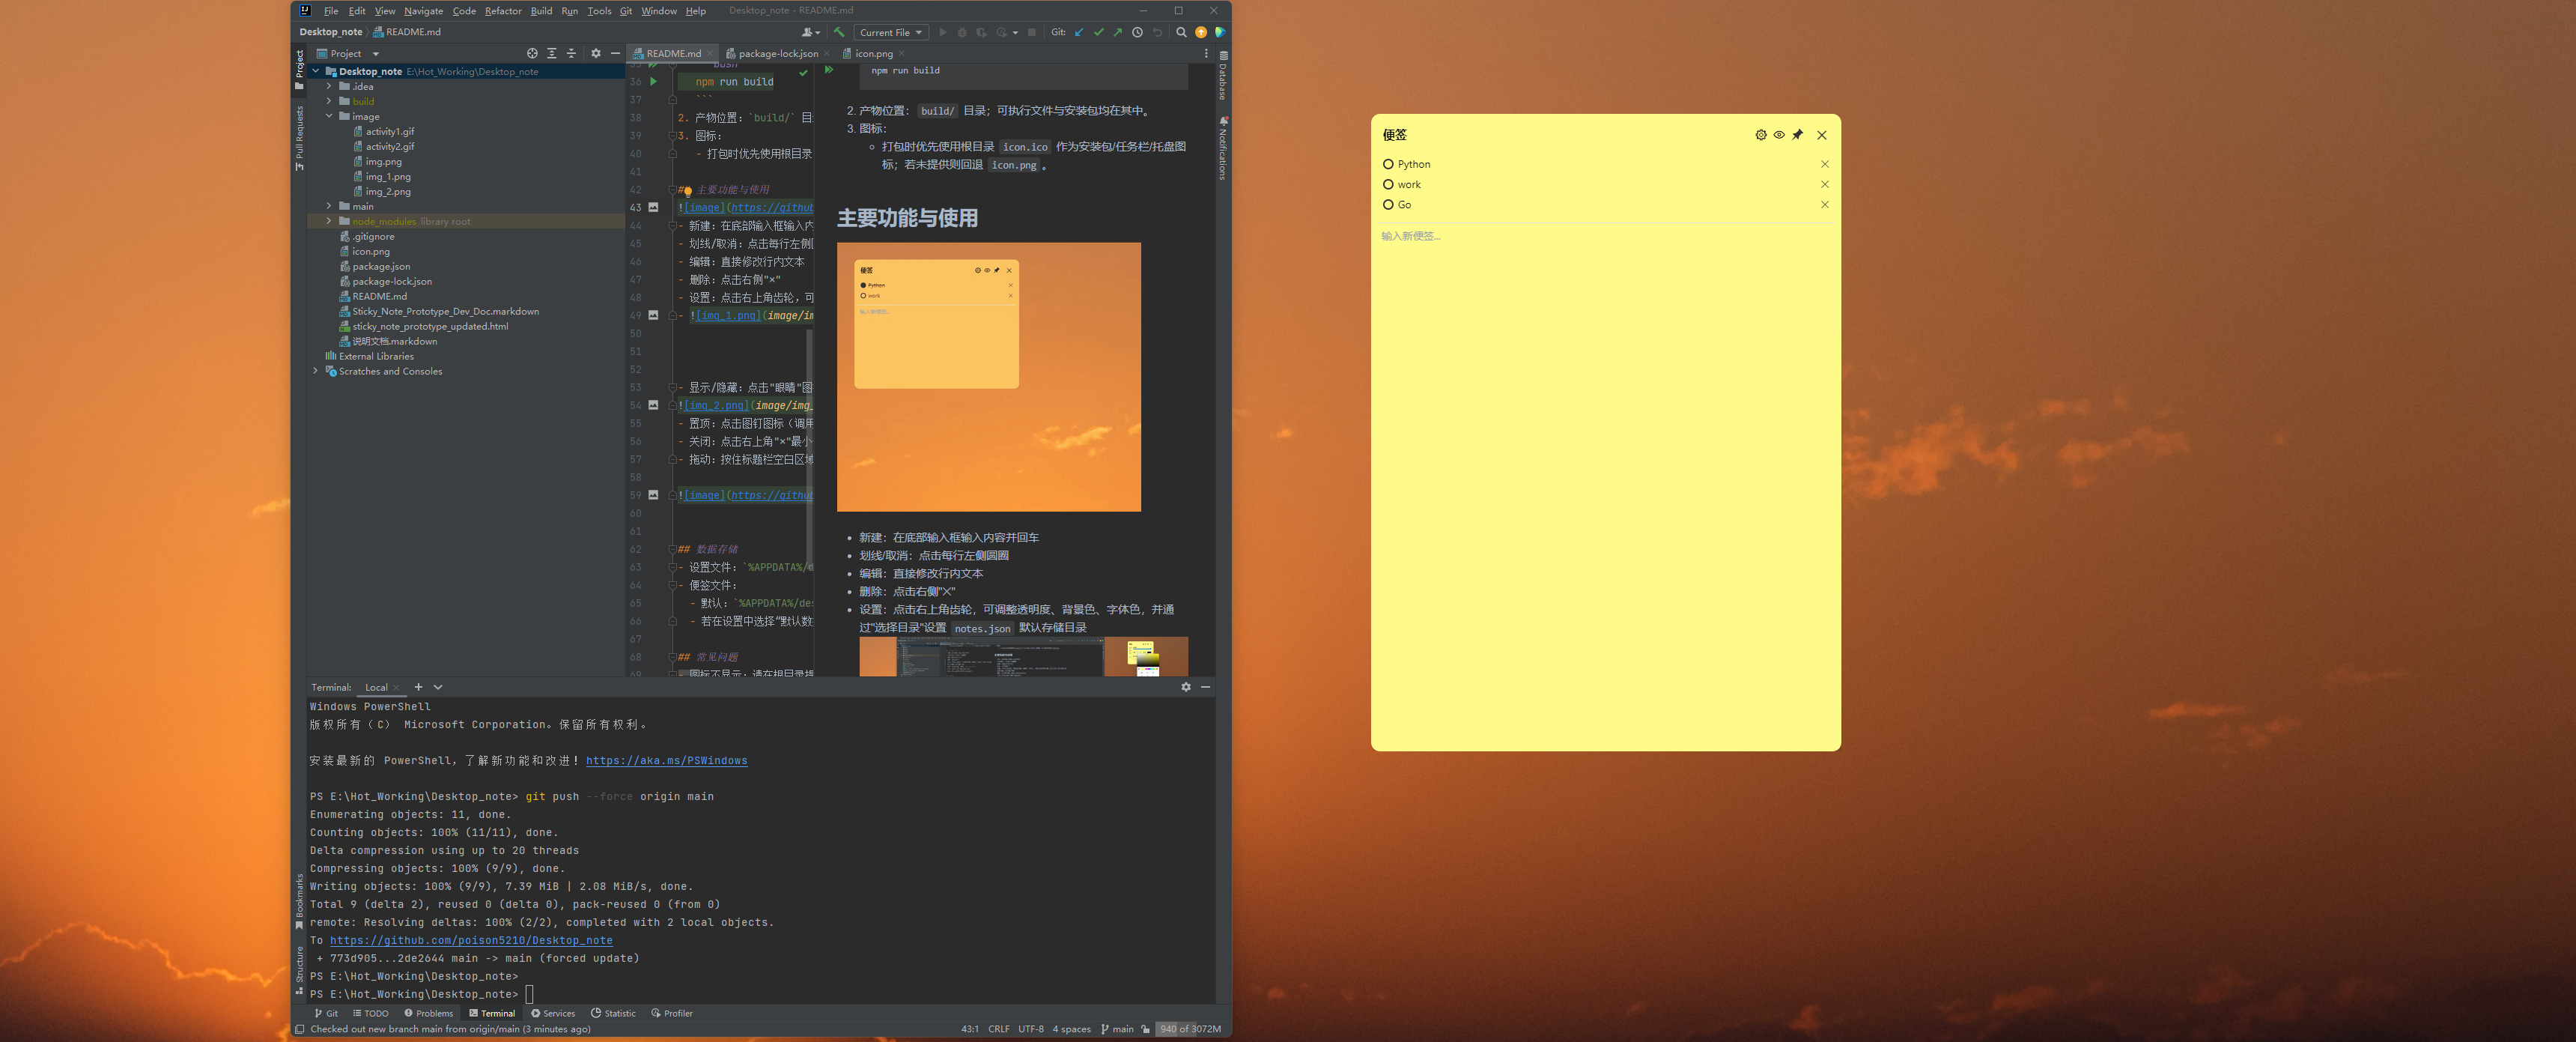 File Edit View Navigate Code Refactor Build Run Tools Git Window Help Desktop_note - README.md
Desktop_note README.md Current File Git:
Project
README.md package-lock.json icon.png
Project
Pull Requests
Bookmarks
Structure
Desktop_note E:\Hot_Working\Desktop_note
.idea
build
image
activity1.gif
activity2.gif
img.png
img_1.png
img_2.png
main
node_modules library root
.gitignore
icon.png
package.json
package-lock.json
README.md
Sticky_Note_Prototype_Dev_Doc.markdown
sticky_note_prototype_updated.html
说明文档.markdown
External Libraries
Scratches and Consoles
36 npm run build
37 ```
38 2. 产物位置：`build/` 目
39 3. 图标：
40 - 打包时优先使用根目录
41
42 ## 主要功能与使用
43 ![image](https://github
44 - 新建：在底部输入框输入内
45 - 划线/取消：点击每行左侧
46 - 编辑：直接修改行内文本
47 - 删除：点击右侧"×"
48 - 设置：点击右上角齿轮，可
49 - ![img_1.png](image/im
50
51
52
53 - 显示/隐藏：点击"眼睛"图
54 ![img_2.png](image/img_
55 - 置顶：点击图钉图标（调用
56 - 关闭：点击右上角"×"最小
57 - 拖动：按住标题栏空白区域
58
59 ![image](https://github
60
61
62 ## 数据存储
63 - 设置文件：`%APPDATA%/d
64 - 便签文件：
65 - 默认：`%APPDATA%/des
66 - 若在设置中选择“默认数
67
68 ## 常见问题
npm run build
2. 产物位置： build/ 目录；可执行文件与安装包均在其中。
3. 图标：
打包时优先使用根目录 icon.ico 作为安装包/任务栏/托盘图
标；若未提供则回退 icon.png 。
主要功能与使用
便签
Python
work
输入新便签...
新建：在底部输入框输入内容并回车
划线/取消：点击每行左侧圆圈
编辑：直接修改行内文本
删除：点击右侧"×"
设置：点击右上角齿轮，可调整透明度、背景色、字体色，并通
过"选择目录"设置 notes.json 默认存储目录
Database
Notifications
Terminal: Local
Windows PowerShell
版权所有（C） Microsoft Corporation。保留所有权利。
安装最新的 PowerShell，了解新功能和改进！https://aka.ms/PSWindows
PS E:\Hot_Working\Desktop_note> git push --force origin main
Enumerating objects: 11, done.
Counting objects: 100% (11/11), done.
Delta compression using up to 20 threads
Compressing objects: 100% (9/9), done.
Writing objects: 100% (9/9), 7.39 MiB | 2.08 MiB/s, done.
Total 9 (delta 2), reused 0 (delta 0), pack-reused 0 (from 0)
remote: Resolving deltas: 100% (2/2), completed with 2 local objects.
To https://github.com/poison5210/Desktop_note
+ 773d905...2de2644 main -> main (forced update)
PS E:\Hot_Working\Desktop_note>
PS E:\Hot_Working\Desktop_note>
Git TODO Problems Terminal Services Statistic Profiler
Checked out new branch main from origin/main (3 minutes ago) 43:1 CRLF UTF-8 4 spaces main 940 of 3072M
便签
Python
work
Go
输入新便签...